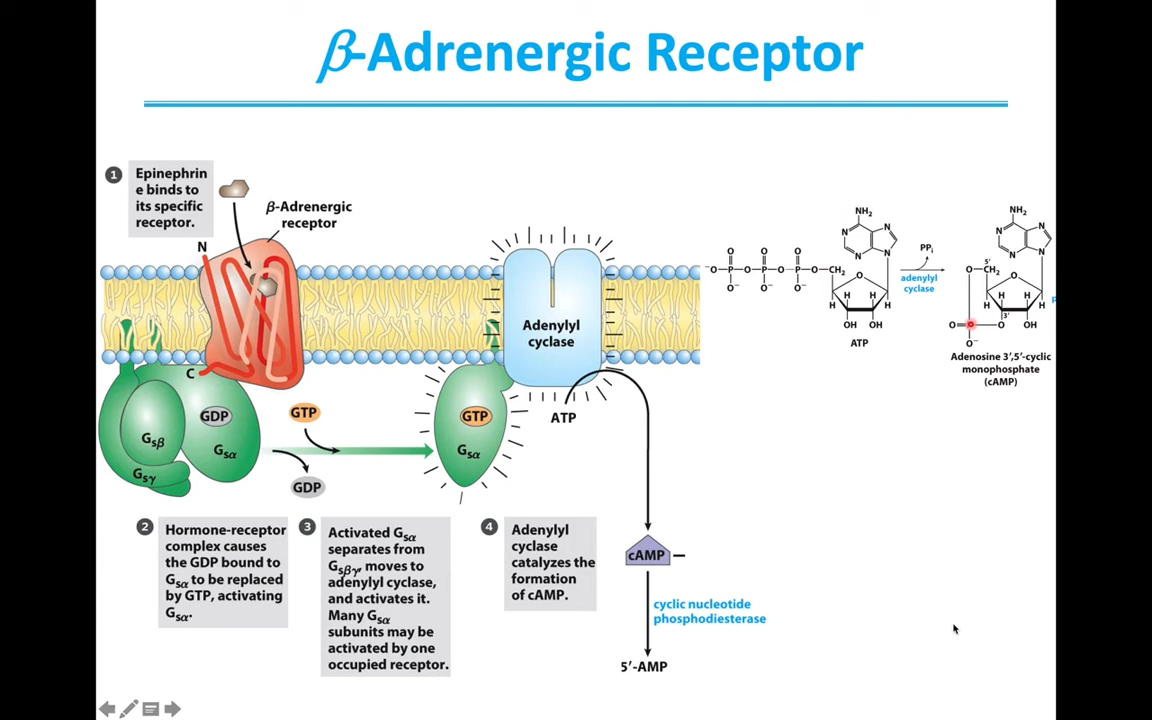 β-Adrenergic Receptor
1
Epinephrin
e binds to
its specific
receptor.
β-Adrenergic
receptor
N
C
GDP
Gsβ
Gsα
Gsγ
GTP
GDP
GTP
Gsα
Adenylyl
cyclase
ATP
cAMP
cyclic nucleotide
phosphodiesterase
5′-AMP
2
Hormone-receptor
complex causes
the GDP bound to
Gsα to be replaced
by GTP, activating
Gsα.
3
Activated Gsα
separates from
Gsβγ, moves to
adenylyl cyclase,
and activates it.
Many Gsα
subunits may be
activated by one
occupied receptor.
4
Adenylyl
cyclase
catalyzes the
formation
of cAMP.
NH2
N N
N N
O O O
−O—P—O—P—O—P—O—CH2
O− O− O−
O
H H
H H
OH OH
ATP
PPi
adenylyl
cyclase
NH2
N N
N N
5′
O—CH2
O
H H
H H
3′
O=P—O OH
O−
Adenosine 3′,5′-cyclic
monophosphate
(cAMP)